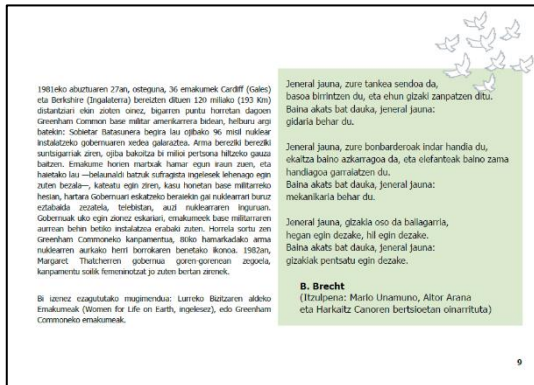 1981eko abuztuaren 27an, osteguna, 36 emakumek Cardiff (Gales)
eta Berkshire (Ingalaterra) bereizten dituen 120 miliako (193 Km)
distantziari ekin zioten oinez, bigarren puntu horretan dagoen
Greenham Common base militar amerikarrera bidean, helburu argi
batekin: Sobietar Batasunera begira lau ojibako 96 misil nuklear
instalatzeko gobernuaren xedea galaraztea. Arma bereziki bereziki
suntsigarriak ziren, ojiba bakoitza bi milioi pertsona hiltzeko gauza
baitzen. Emakume horien martxak hamar egun iraun zuen, eta
haietako lau —belaunaldi batzuk sufragista ingelesek lehenago egin
zuten bezala—, kateatu egin ziren, kasu honetan base militarreko
hesian, hartara Gobernuari eskatzeko beraiekin gai nuklearrari buruz
eztabaida zezatela, telebistan, auzi nuklearraren inguruan.
Gobernuak uko egin zionez eskariari, emakumeek base militarraren
aurrean behin betiko instalatzea erabaki zuten. Horrela sortu zen
Greenham Commoneko kanpamentua, 80ko hamarkadako arma
nuklearren aurkako herri borrokaren benetako ikonoa. 1982an,
Margaret Thatcherren gobernua goren-gorenean zegoela,
kanpamentu soilik femeninotzat jo zuten bertan zirenek.
Bi izenez ezagututako mugimendua: Lurreko Bizitzaren aldeko
Emakumeak (Women for Life on Earth, ingelesez), edo Greenham
Commoneko emakumeak.
Jeneral jauna, zure tankea sendoa da,
basoa birrintzen du, eta ehun gizaki zanpatzen ditu.
Baina akats bat dauka, jeneral jauna:
gidaria behar du.
Jeneral jauna, zure bonbarderoak indar handia du,
ekaitza baino azkarragoa da, eta elefanteak baino zama
handiagoa garraiatzen du.
Baina akats bat dauka, jeneral jauna:
mekanikaria behar du.
Jeneral jauna, gizakia oso da baliagarria,
hegan egin dezake, hil egin dezake.
Baina akats bat dauka, jeneral jauna:
gizakiak pentsatu egin dezake.
B. Brecht
(Itzulpena: Mario Unamuno, Aitor Arana
eta Harkaitz Canoren bertsioetan oinarrituta)
9